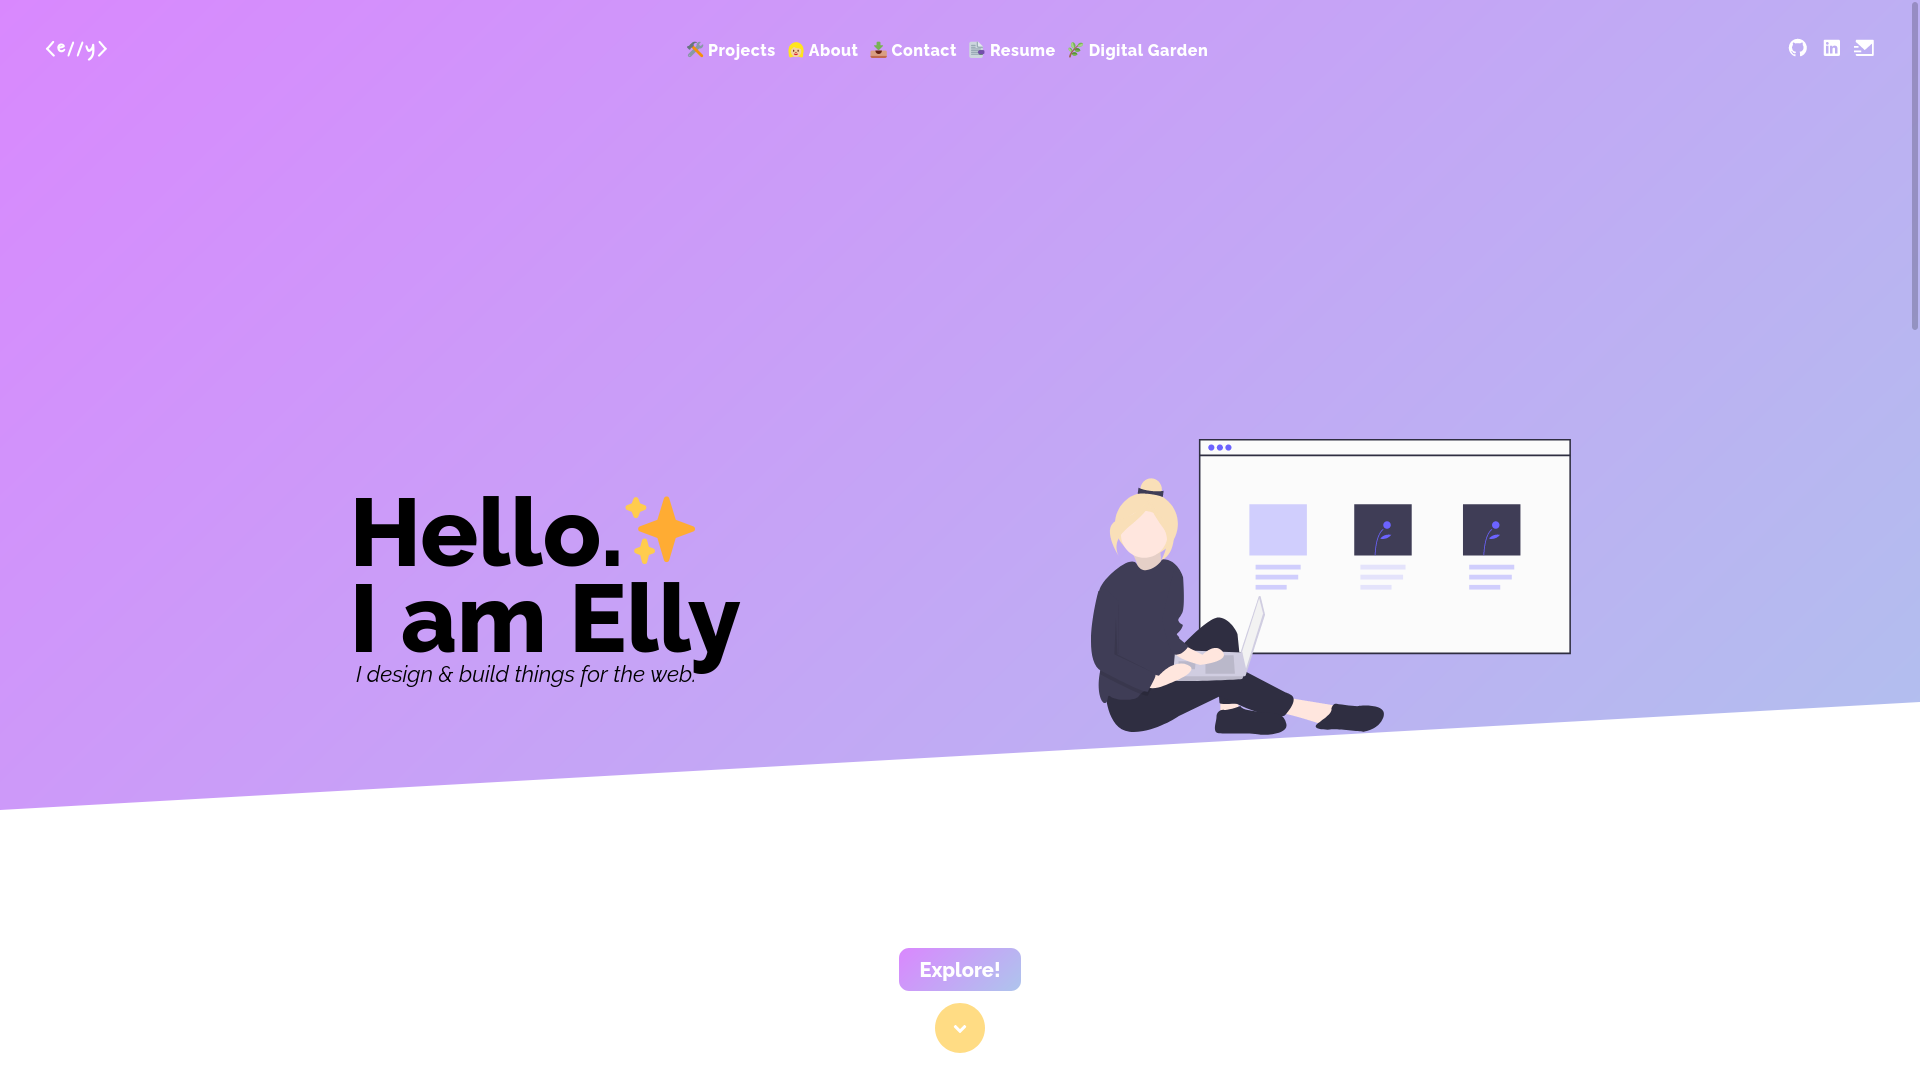 <e//y>
Projects About Contact Resume Digital Garden
Hello.
I am Elly
I design & build things for the web.
Explore!